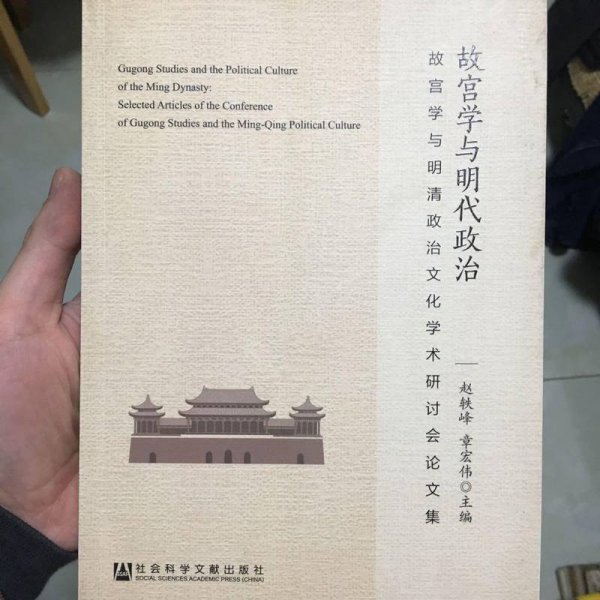 Gugong Studies and the Political Culture
of the Ming Dynasty:
Selected Articles of the Conference
of Gugong Studies and the Ming-Qing Political Culture
故宫学与明代政治
故宫学与明清政治文化学术研讨会论文集
赵轶峰 章宏伟◎主编
社会科学文献出版社
SOCIAL SCIENCES ACADEMIC PRESS (CHINA)